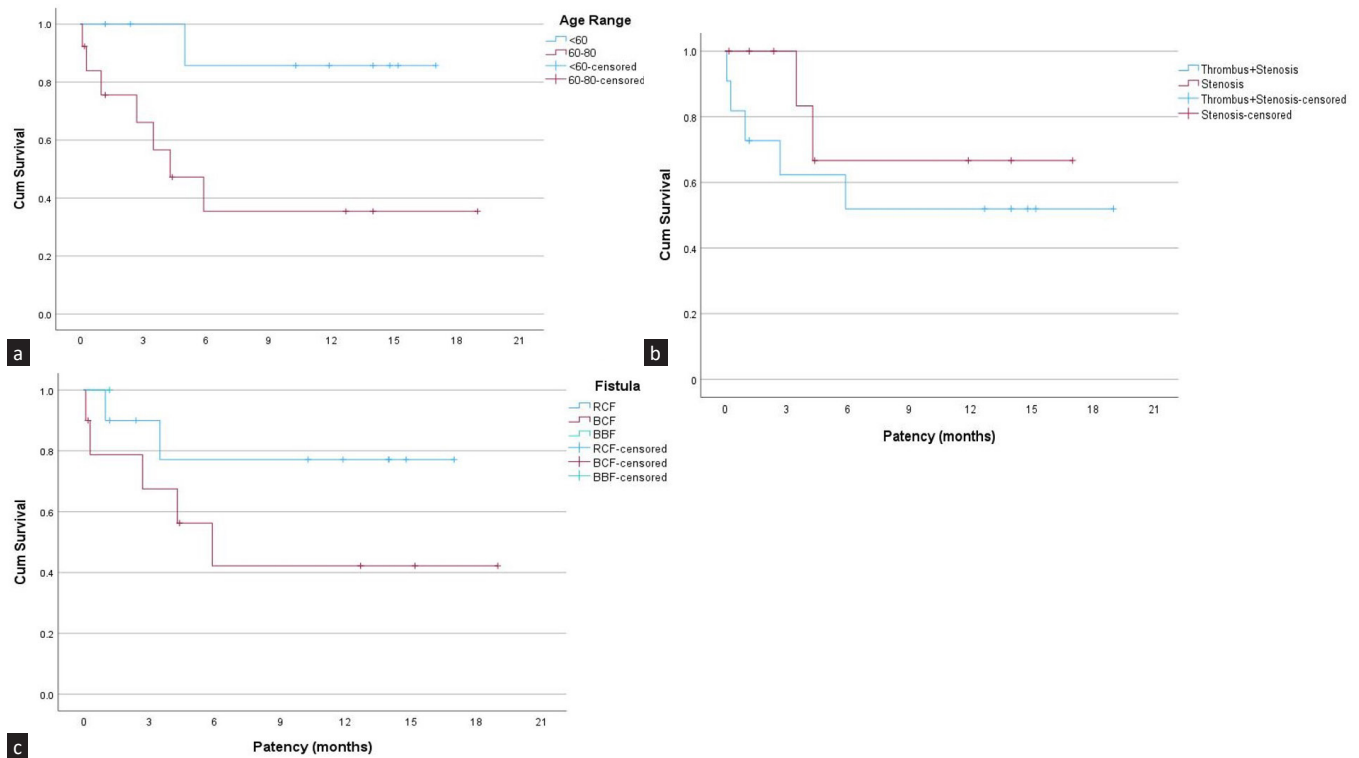 Age Range
<60
60-80
<60-censored
60-80-censored
1.0
0.8
0.6
0.4
0.2
0.0
Cum Survival
0 3 6 9 12 15 18 21
a
Thrombus+Stenosis
Stenosis
Thrombus+Stenosis-censored
Stenosis-censored
1.0
0.8
0.6
0.4
0.2
0
Cum Survival
0 3 6 9 12 15 18 21
Patency (months)
b
Fistula
RCF
BCF
BBF
RCF-censored
BCF-censored
BBF-censored
1.0
0.8
0.6
0.4
0.2
0.0
Cum Survival
0 3 6 9 12 15 18 21
Patency (months)
c